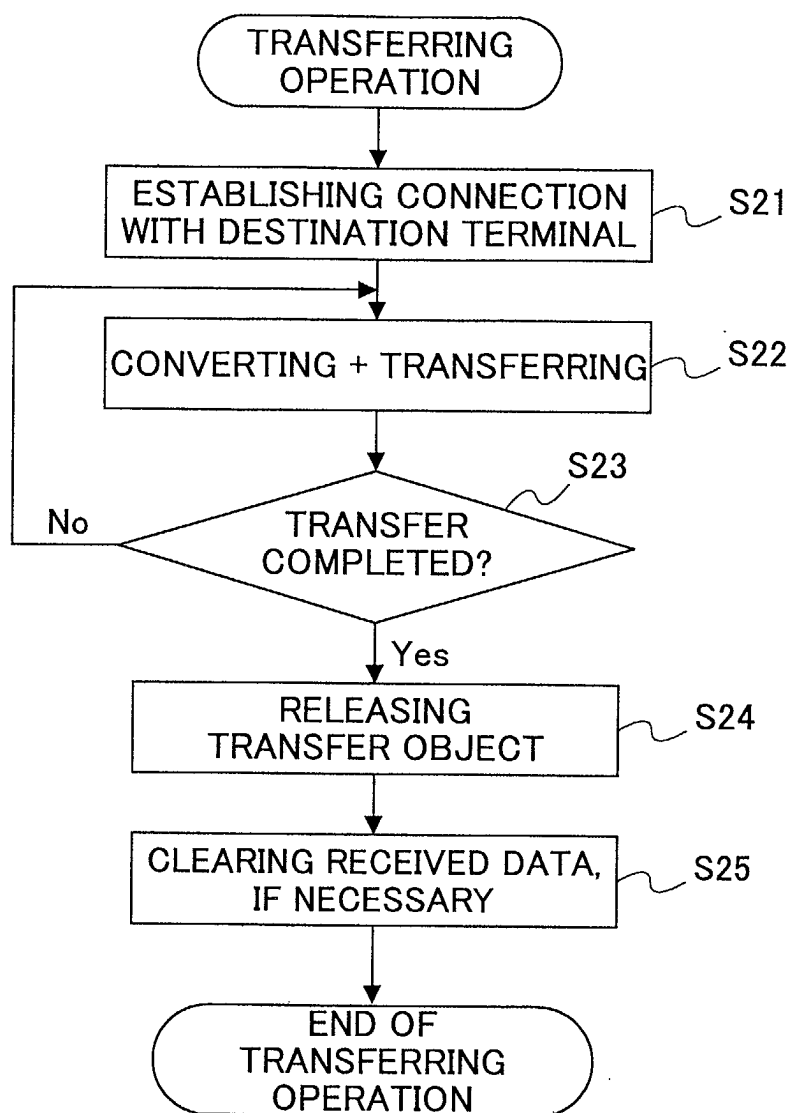 TRANSFERRING
OPERATION
ESTABLISHING CONNECTION
WITH DESTINATION TERMINAL
S21
CONVERTING + TRANSFERRING
S22
S23
TRANSFER
COMPLETED?
No
Yes
RELEASING
TRANSFER OBJECT
S24
CLEARING RECEIVED DATA,
IF NECESSARY
S25
END OF
TRANSFERRING
OPERATION